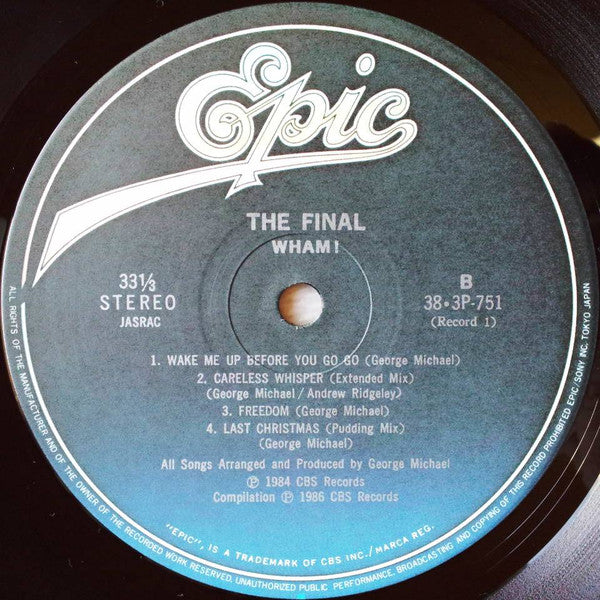 Epic
THE FINAL
WHAM!
33⅓
STEREO
JASRAC
B
38・3P-751
(Record 1)
1. WAKE ME UP BEFORE YOU GO GO (George Michael)
2. CARELESS WHISPER (Extended Mix)
(George Michael/Andrew Ridgeley)
3. FREEDOM (George Michael)
4. LAST CHRISTMAS (Pudding Mix)
(George Michael)
All Songs Arranged and Produced by George Michael
Ⓟ 1984 CBS Records
Compilation Ⓟ 1986 CBS Records
"EPIC", IS A TRADEMARK OF CBS INC./MARCA REG.
ALL RIGHTS OF THE MANUFACTURER AND OF THE OWNER OF THE RECORDED WORK RESERVED, UNAUTHORIZED PUBLIC PERFORMANCE, BROADCASTING AND COPYING OF THIS RECORD PROHIBITED EPIC/SONY INC. TOKYO JAPAN